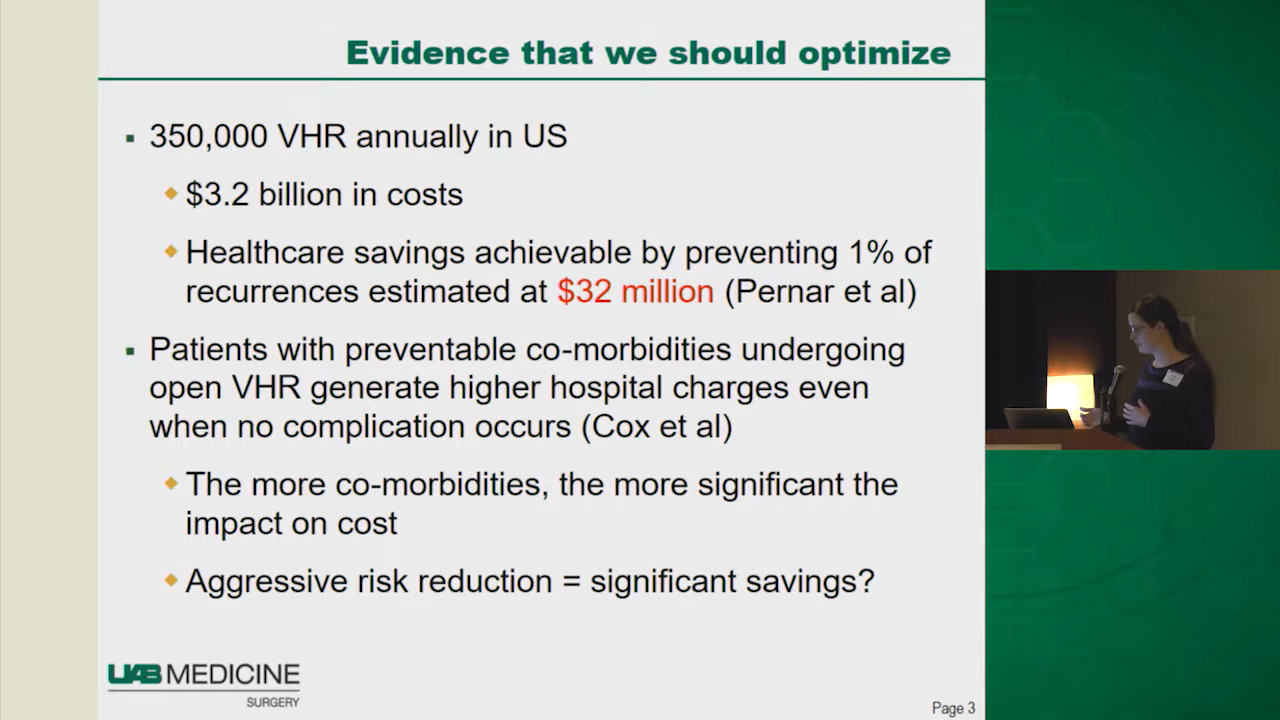 Evidence that we should optimize
▪ 350,000 VHR annually in US
◆ $3.2 billion in costs
◆ Healthcare savings achievable by preventing 1% of
recurrences estimated at $32 million (Pernar et al)
▪ Patients with preventable co-morbidities undergoing
open VHR generate higher hospital charges even
when no complication occurs (Cox et al)
◆ The more co-morbidities, the more significant the
impact on cost
◆ Aggressive risk reduction = significant savings?
UAB MEDICINE
SURGERY
Page 3